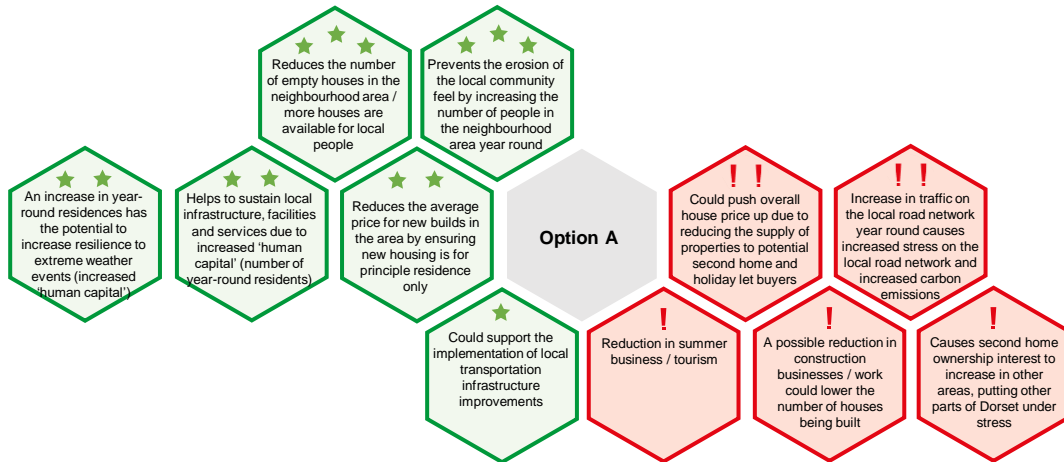 Reduces the number
of empty houses in the
neighbourhood area /
more houses are
available for local
people
Prevents the erosion of
the local community
feel by increasing the
number of people in
the neighbourhood
area year round
An increase in year-
round residences has
the potential to
increase resilience to
extreme weather
events (increased
‘human capital’)
Helps to sustain local
infrastructure, facilities
and services due to
increased ‘human
capital’ (number of
year-round residents)
Reduces the average
price for new builds in
the area by ensuring
new housing is for
principle residence
only
Option A
! !
Could push overall
house price up due to
reducing the supply of
properties to potential
second home and
holiday let buyers
! !
Increase in traffic on
the local road network
year round causes
increased stress on the
local road network and
increased carbon
emissions
Could support the
implementation of local
transportation
infrastructure
improvements
!
Reduction in summer
business / tourism
!
A possible reduction in
construction
businesses / work
could lower the
number of houses
being built
!
Causes second home
ownership interest to
increase in other
areas, putting other
parts of Dorset under
stress